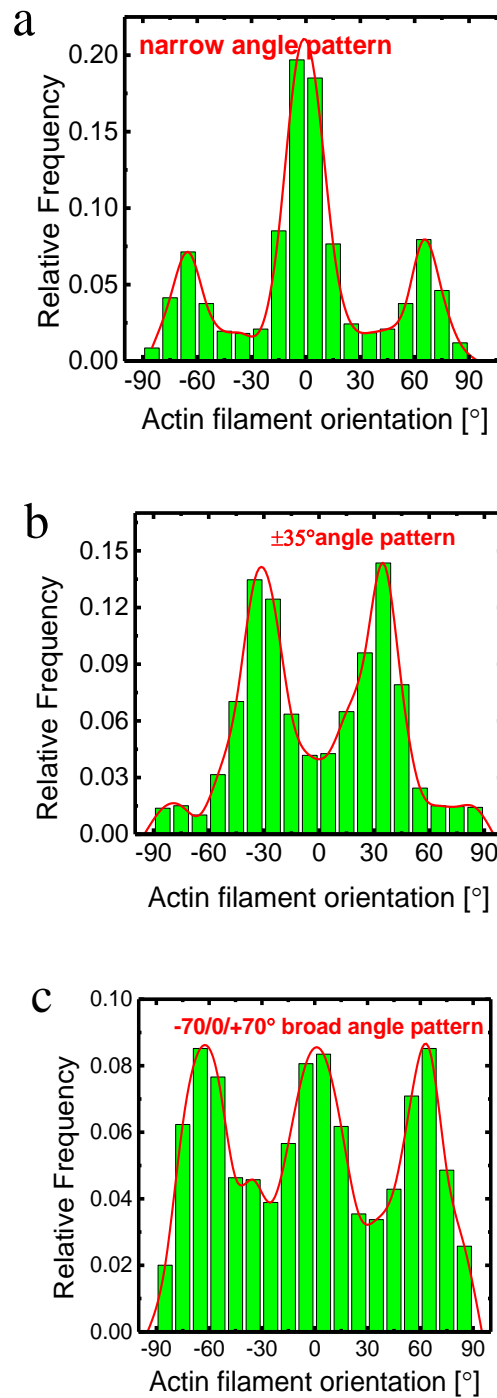 a
narrow angle pattern
0.20
0.15
0.10
0.05
0.00
Relative Frequency
-90 -60 -30 0 30 60 90
Actin filament orientation [°]
b
±35°angle pattern
0.15
0.12
0.09
0.06
0.03
0.00
Relative Frequency
-90 -60 -30 0 30 60 90
Actin filament orientation [°]
c
-70/0/+70° broad angle pattern
0.10
0.08
0.06
0.04
0.02
0.00
Relative Frequency
-90 -60 -30 0 30 60 90
Actin filament orientation [°]